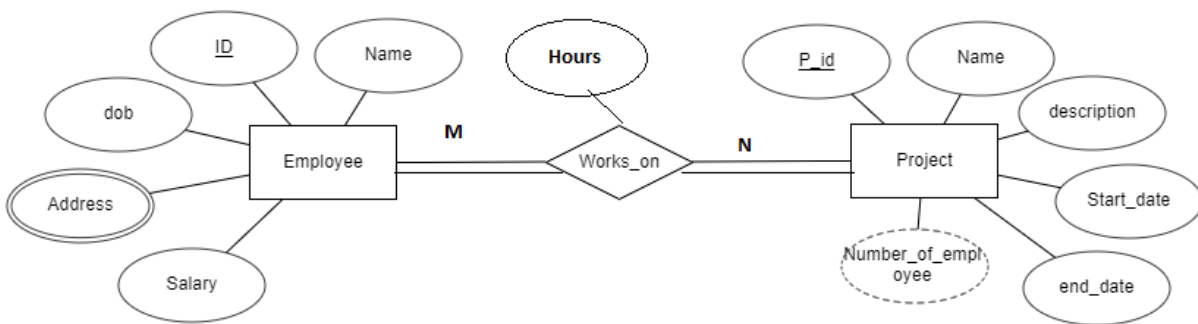 ID
Name
Hours
P_id
Name
dob
description
M
N
Employee
Works_on
Project
Address
Start_date
Salary
Number_of_empl
oyee
end_date